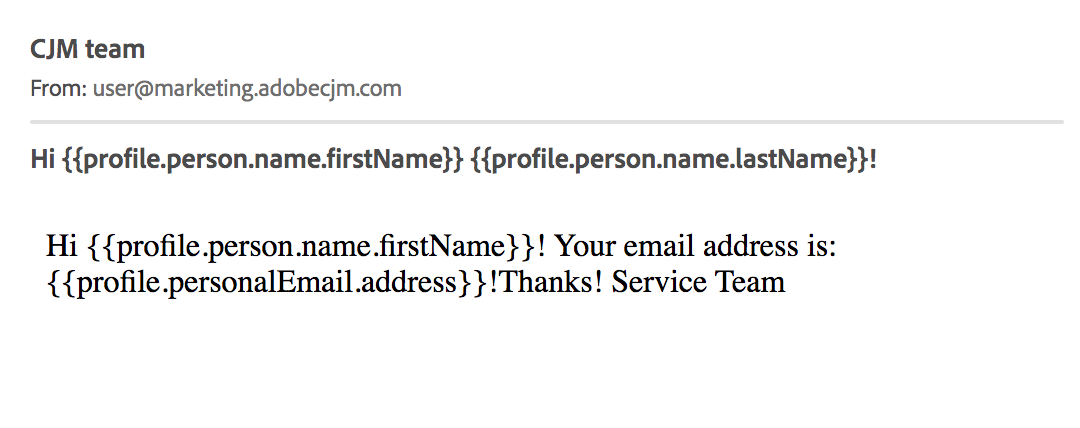 CJM team
From: user@marketing.adobecjm.com
Hi {{profile.person.name.firstName}} {{profile.person.name.lastName}}!
Hi {{profile.person.name.firstName}}! Your email address is:
{{profile.personalEmail.address}}!Thanks! Service Team